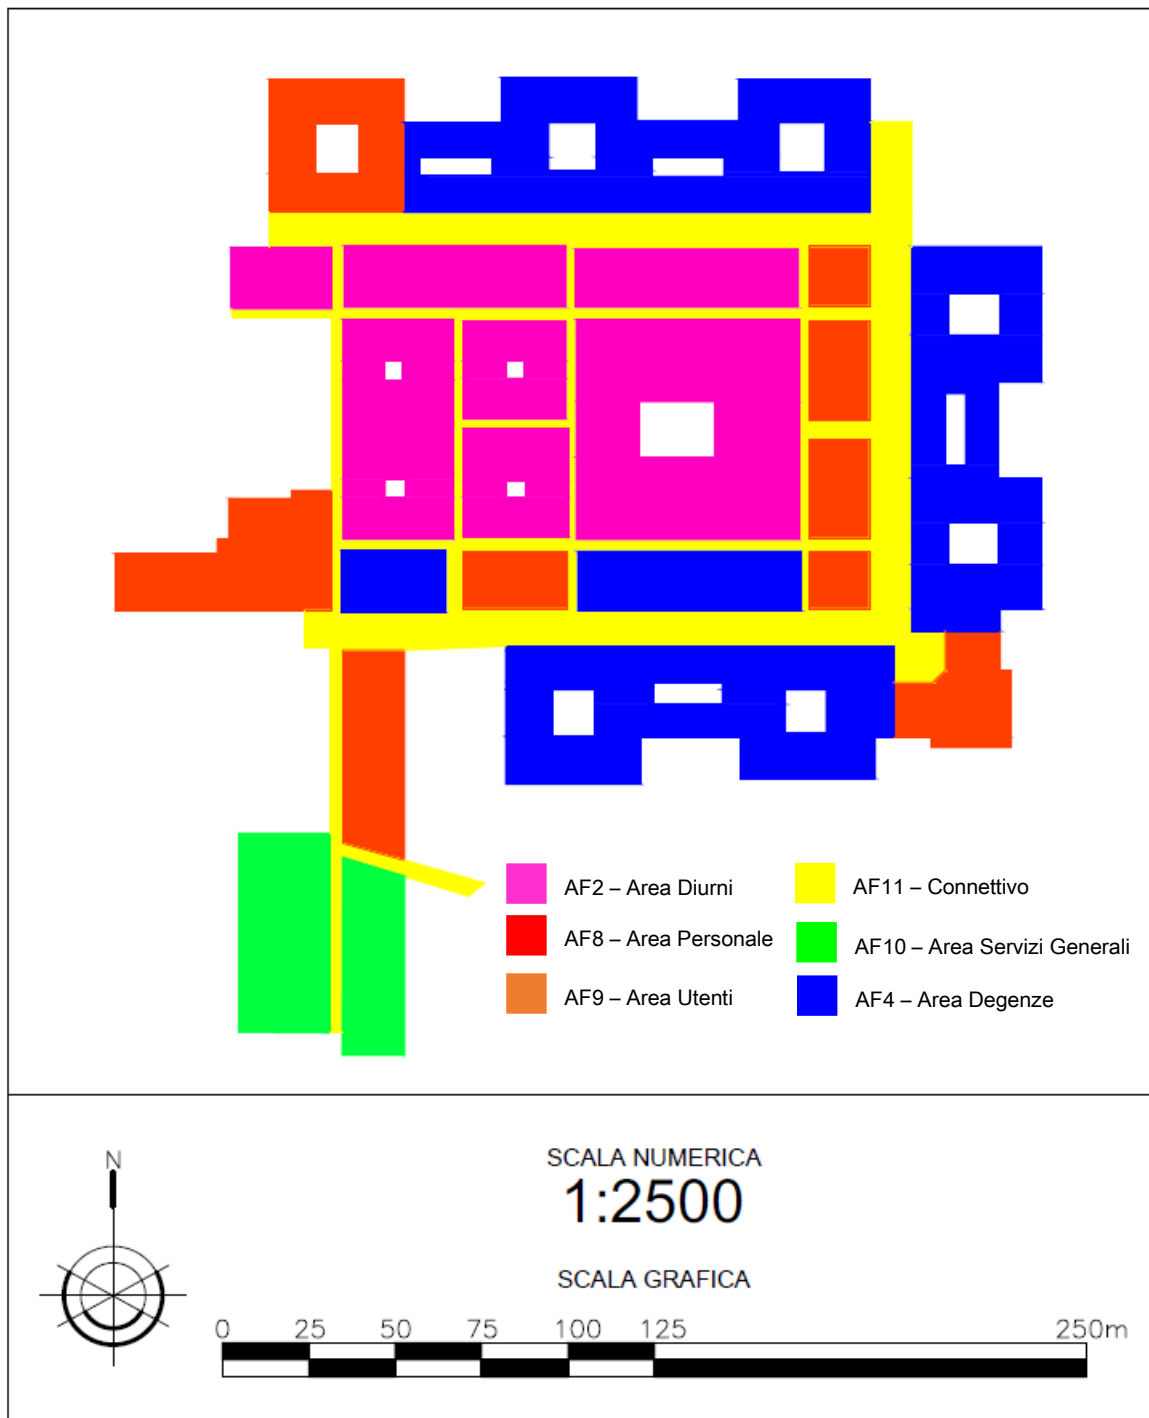 AF2 – Area Diurni
AF8 – Area Personale
AF9 – Area Utenti
AF11 – Connettivo
AF10 – Area Servizi Generali
AF4 – Area Degenze
N
SCALA NUMERICA
1:2500
SCALA GRAFICA
0 25 50 75 100 125 250m